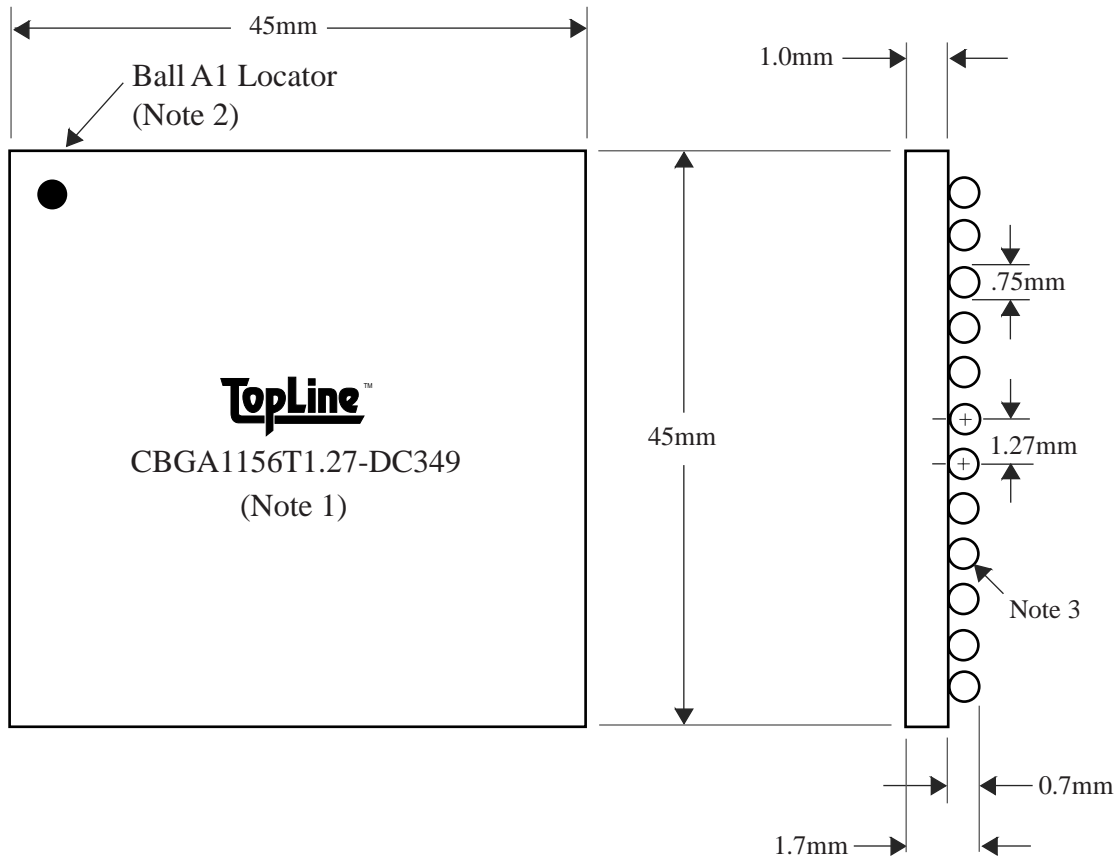 45mm
Ball A1 Locator
(Note 2)
1.0mm
.75mm
TopLine™
CBGA1156T1.27-DC349
(Note 1)
45mm
1.27mm
Note 3
0.7mm
1.7mm